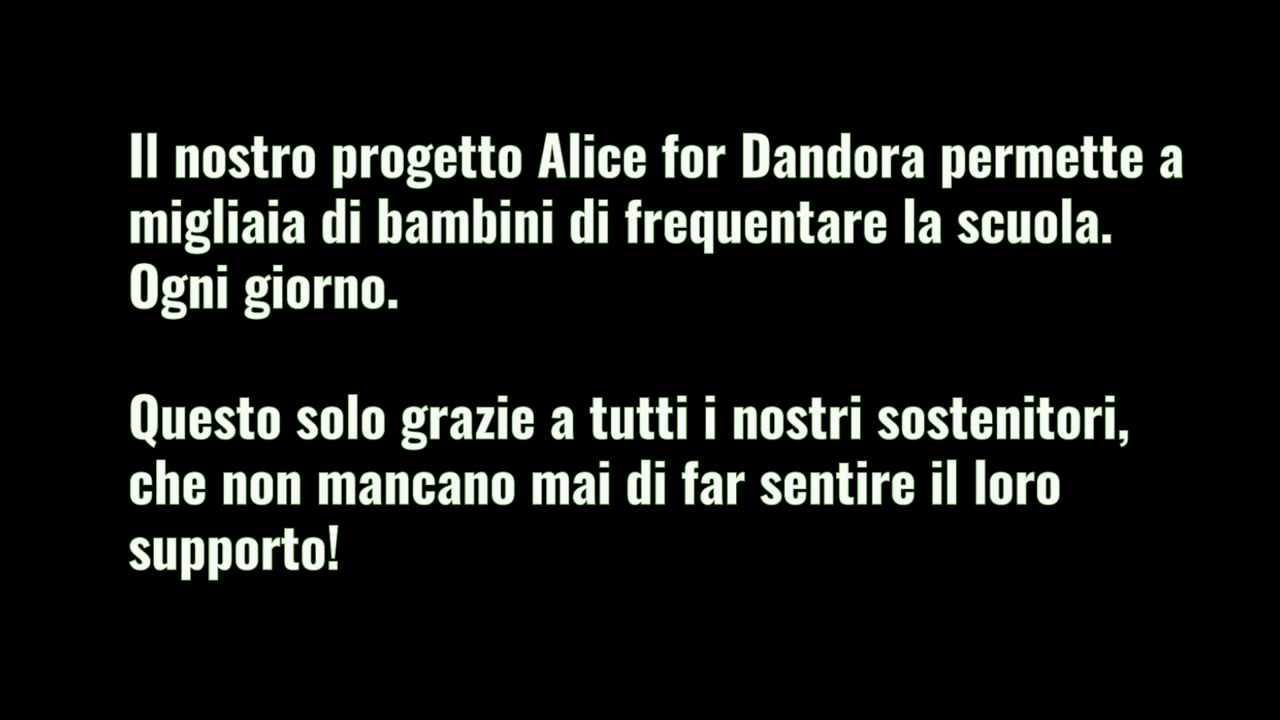 Il nostro progetto Alice for Dandora permette a
migliaia di bambini di frequentare la scuola.
Ogni giorno.
Questo solo grazie a tutti i nostri sostenitori,
che non mancano mai di far sentire il loro
supporto!